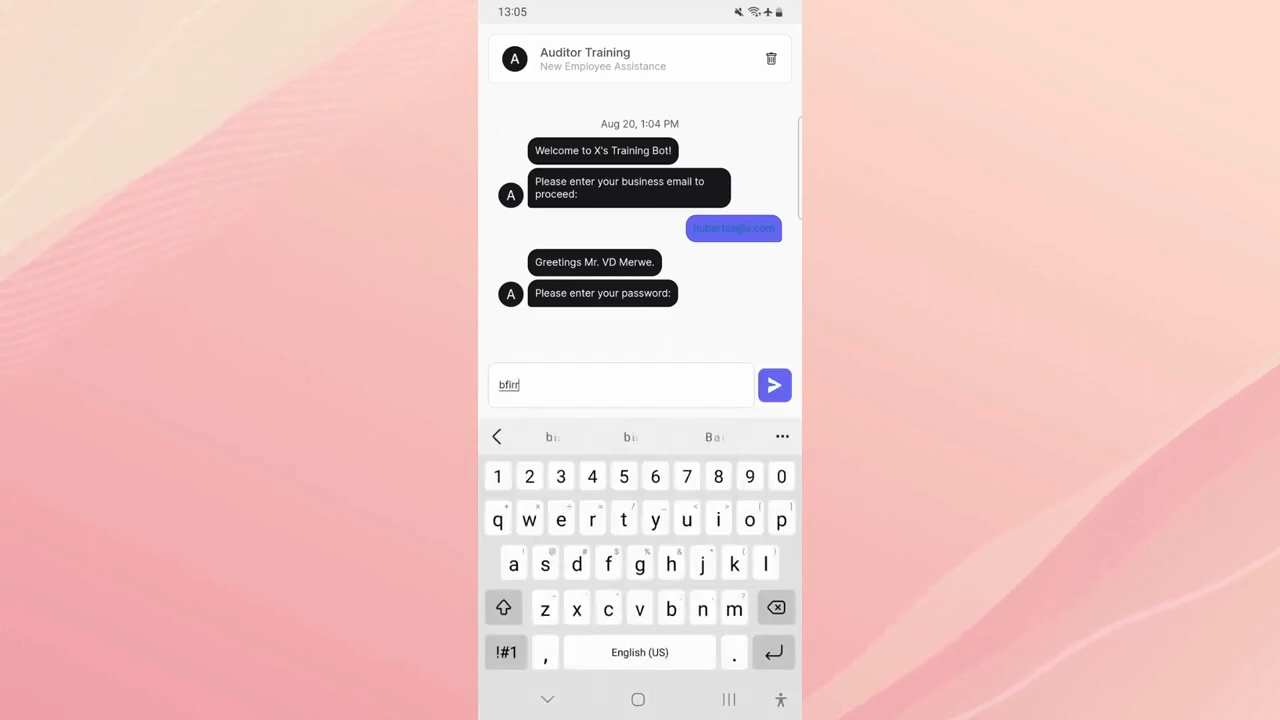 13:05
A
Auditor Training
New Employee Assistance
Aug 20, 1:04 PM
Welcome to X's Training Bot!
Please enter your business email to
proceed:
A
hubertus@x.com
Greetings Mr. VD Merwe.
Please enter your password:
A
bfirr
1 2 3 4 5 6 7 8 9 0
q w e r t y u i o p
a s d f g h j k l
z x c v b n m
!#1 , English (US) .